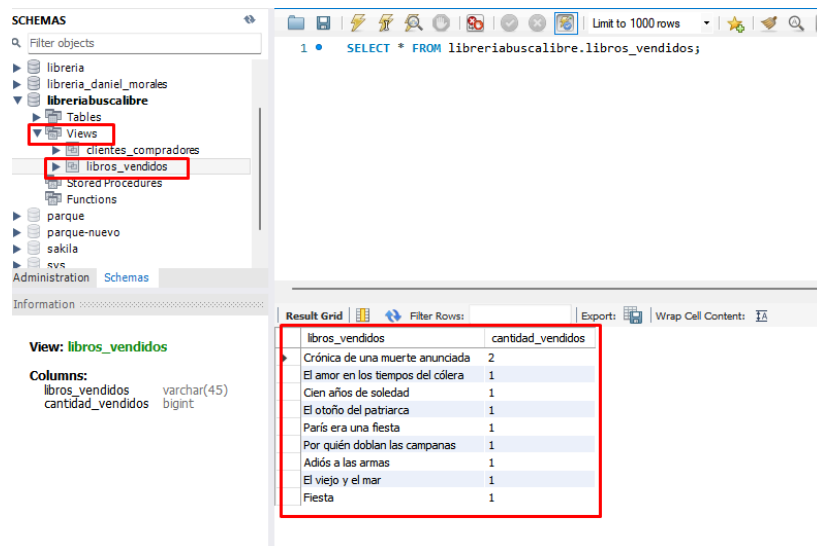 SCHEMAS
Filter objects
libreria
libreria_daniel_morales
libreriabuscalibre
Tables
Views
clientes_compradores
libros_vendidos
Stored Procedures
Functions
parque
parque-nuevo
sakila
sys
Administration Schemas
Information
View: libros_vendidos
Columns:
libros_vendidos varchar(45)
cantidad_vendidos bigint
Limit to 1000 rows
1 SELECT * FROM libreriabuscalibre.libros_vendidos;
Result Grid Filter Rows: Export: Wrap Cell Content:
libros_vendidos cantidad_vendidos
Crónica de una muerte anunciada 2
El amor en los tiempos del cólera 1
Cien años de soledad 1
El otoño del patriarca 1
París era una fiesta 1
Por quién doblan las campanas 1
Adiós a las armas 1
El viejo y el mar 1
Fiesta 1